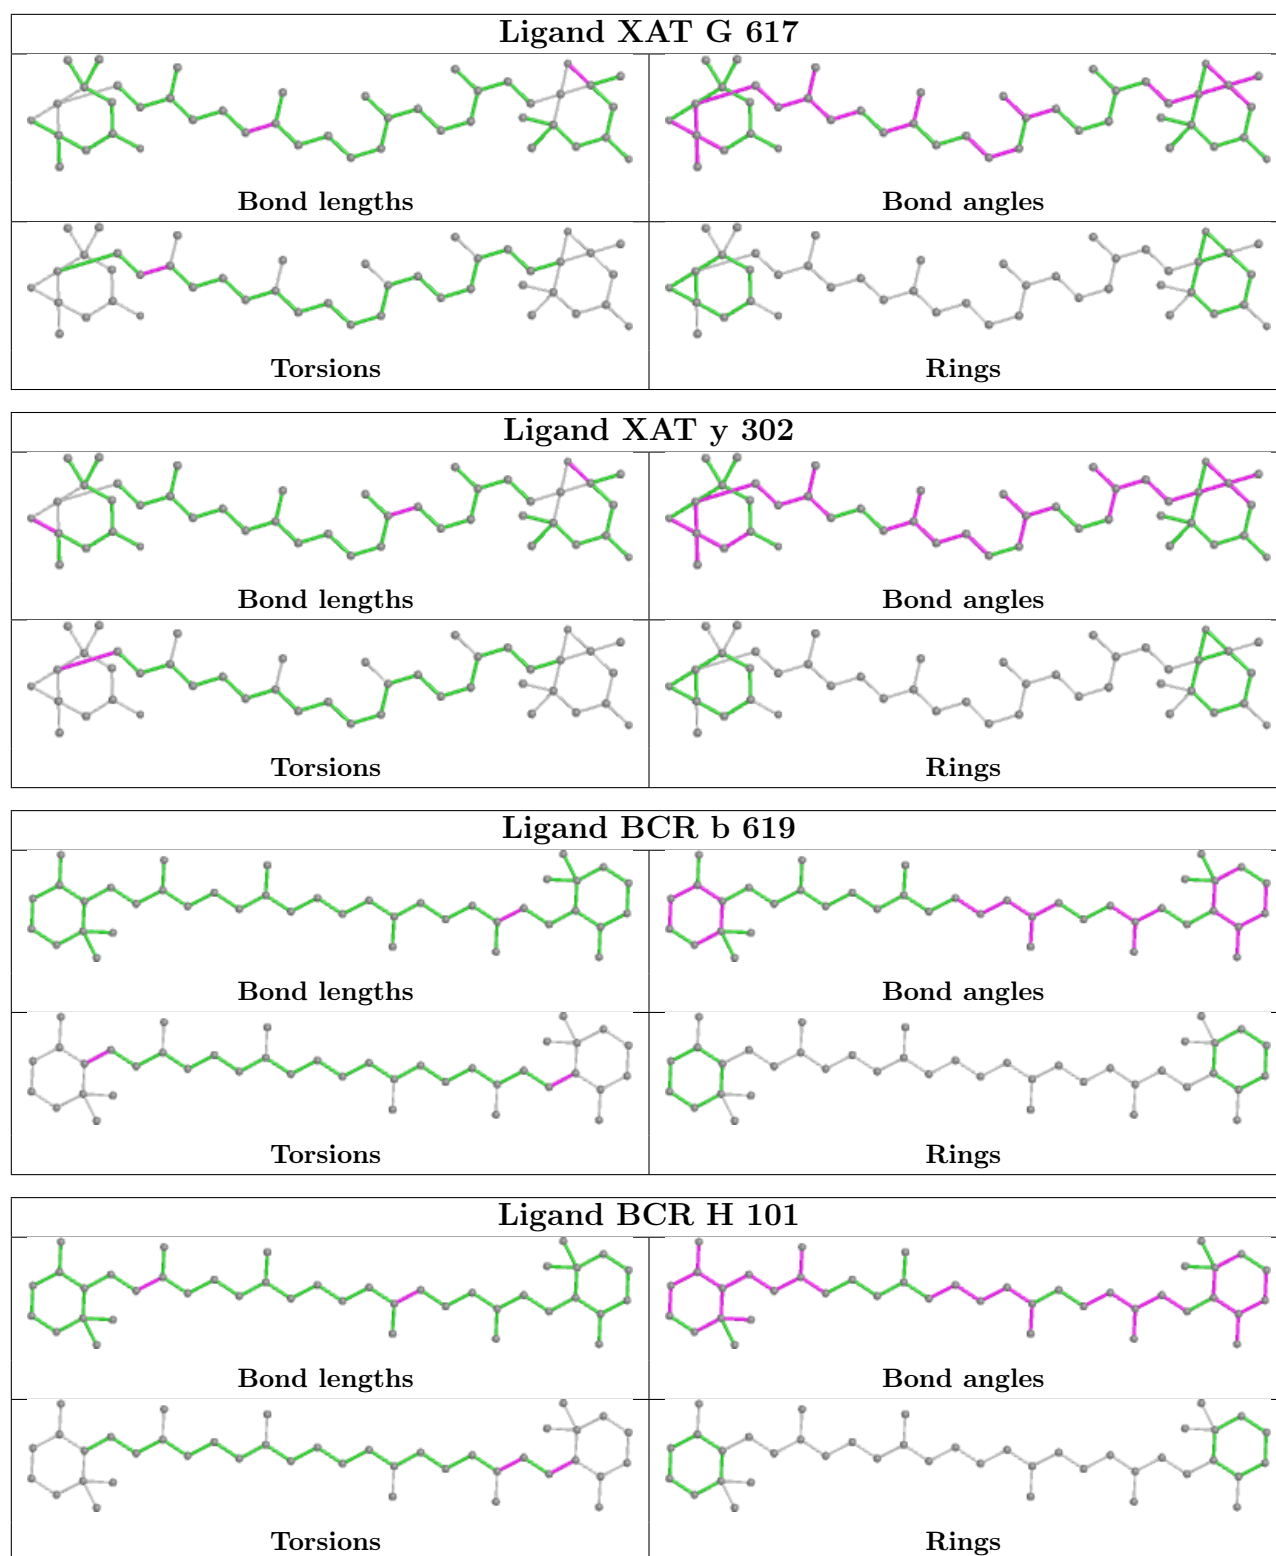 Ligand XAT G 617
Bond lengths
Bond angles
Torsions
Rings
Ligand XAT y 302
Bond lengths
Bond angles
Torsions
Rings
Ligand BCR b 619
Bond lengths
Bond angles
Torsions
Rings
Ligand BCR H 101
Bond lengths
Bond angles
Torsions
Rings